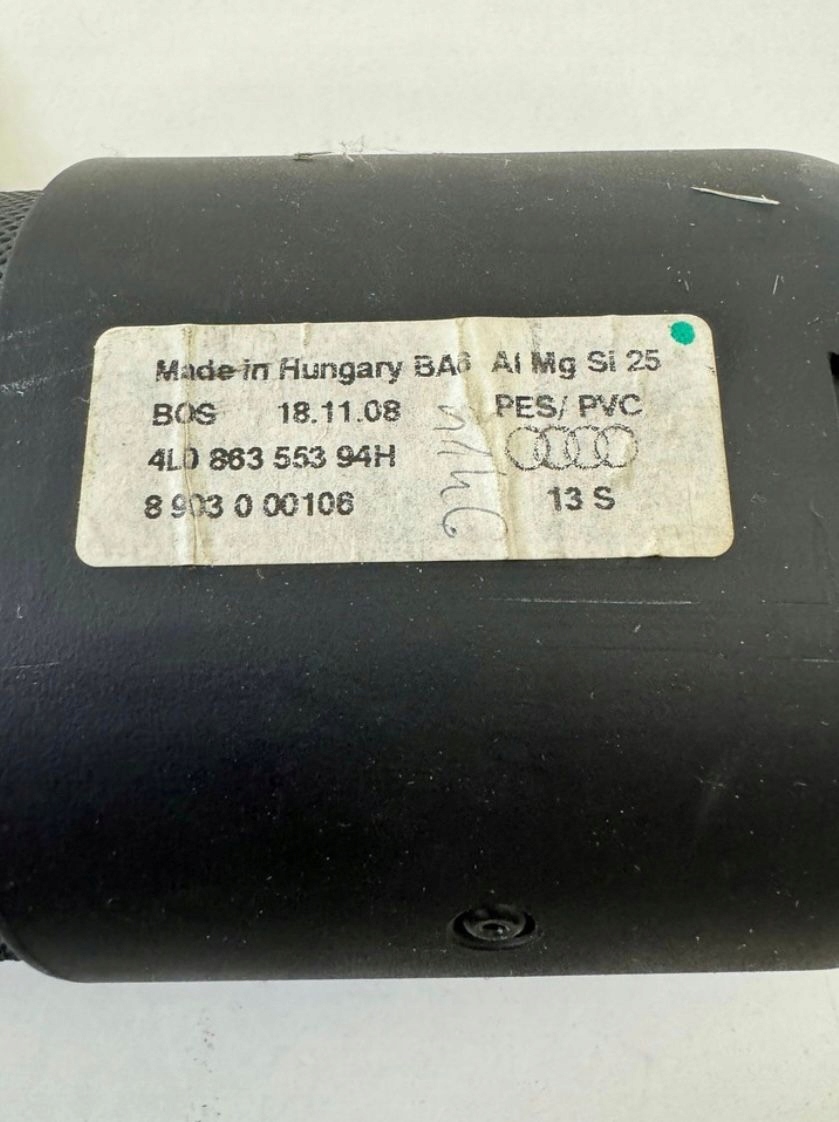 Made in Hungary BA6 Al Mg Si 25
BOS 18.11.08 PES/ PVC
4L0 863 553 94H
8 903 0 00106 13 S